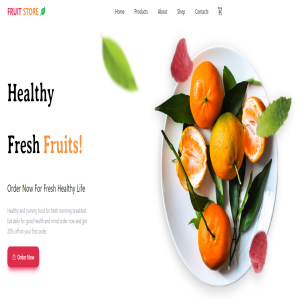 FRUIT STORE
Home Products About Shop Contacts
Healthy
Fresh Fruits!
Order Now For Fresh Healthy Life
Healthy and yummy food for fresh morning breakfast.
Eat daily for good health and mind order now and get
20% off on your first order
Order Now